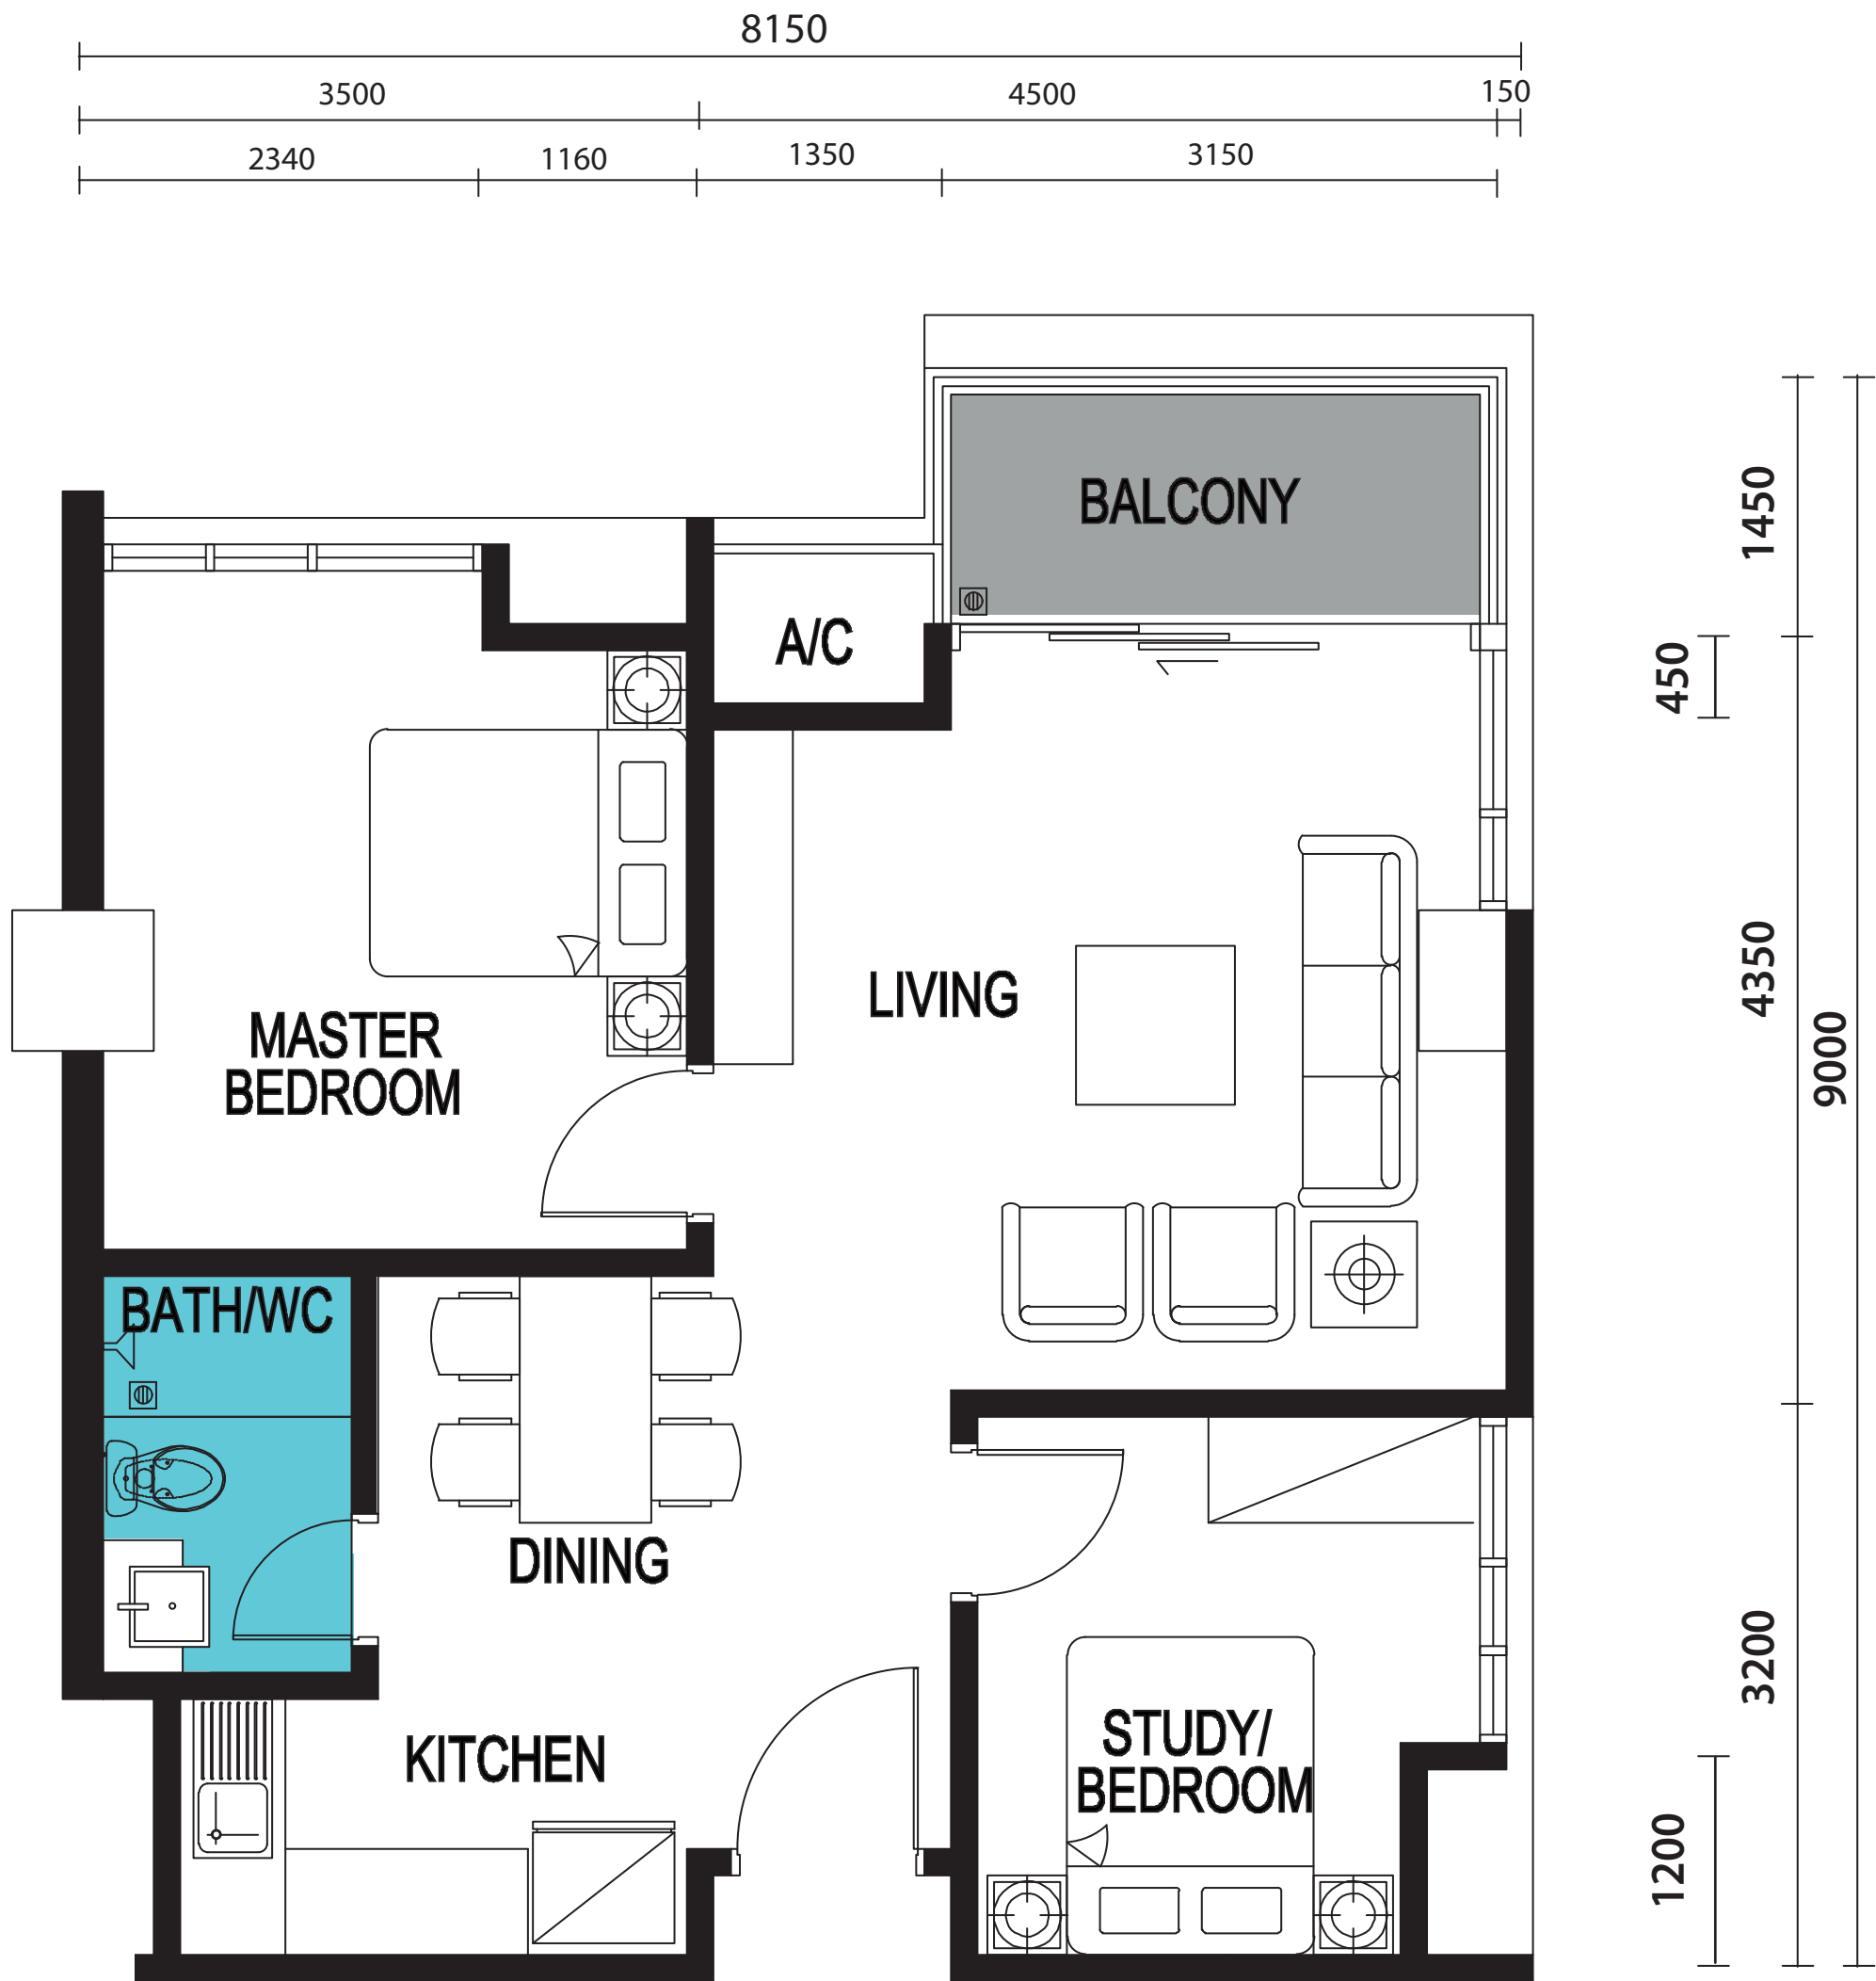 8150
3500 4500 150
2340 1160 1350 3150
BALCONY
1450
A/C
450
LIVING
4350
MASTER
BEDROOM
9000
BATH/WC
DINING
3200
KITCHEN
STUDY/
BEDROOM
1200